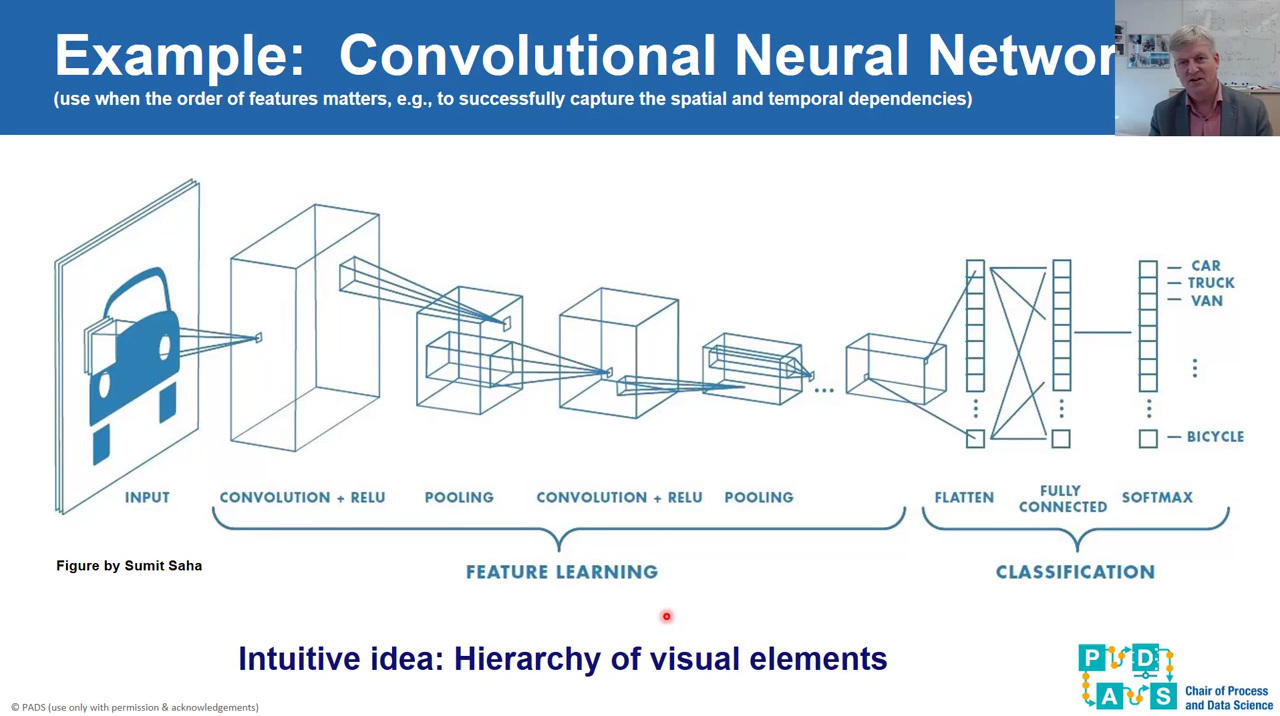 Example:  Convolutional Neural Networ
(use when the order of features matters, e.g., to successfully capture the spatial and temporal dependencies)
CAR
TRUCK
VAN
BICYCLE
INPUT
CONVOLUTION + RELU
POOLING
CONVOLUTION + RELU
POOLING
FLATTEN
FULLY
CONNECTED
SOFTMAX
Figure by Sumit Saha
FEATURE LEARNING
CLASSIFICATION
Intuitive idea: Hierarchy of visual elements
P D
A S
Chair of Process
and Data Science
© PADS (use only with permission & acknowledgements)